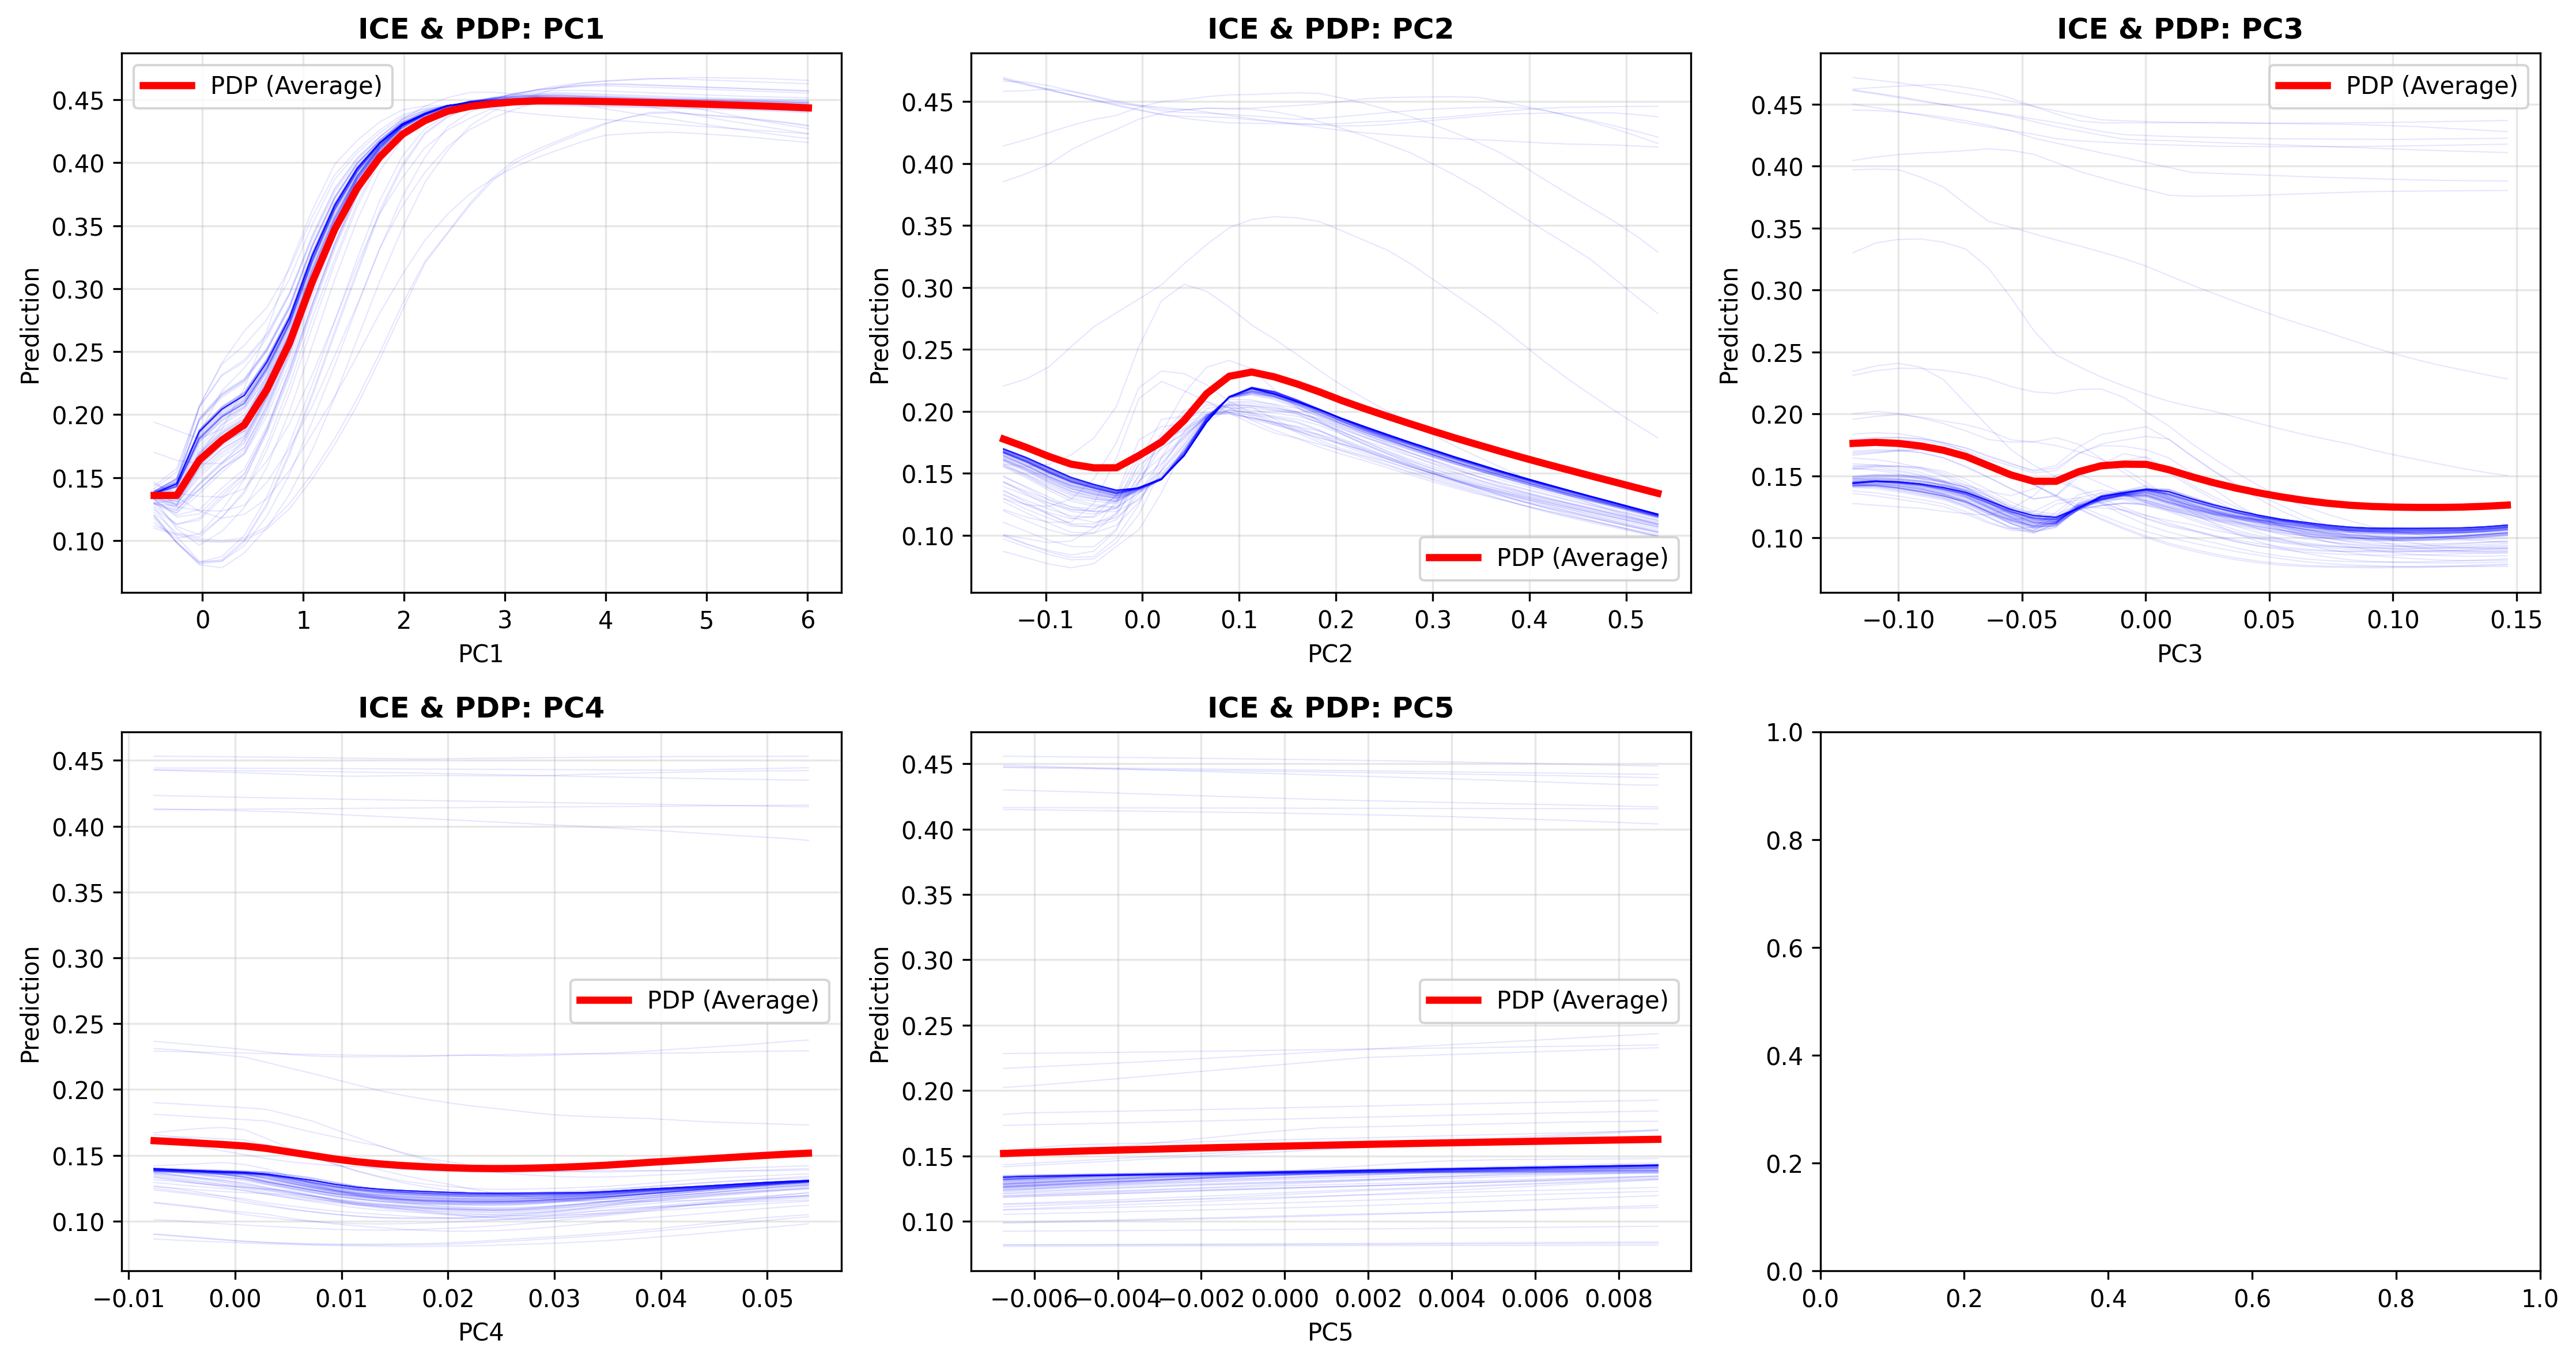 ICE & PDP: PC1
PDP (Average)
Prediction
0.45
0.40
0.35
0.30
0.25
0.20
0.15
0.10
0 1 2 3 4 5 6
PC1
ICE & PDP: PC2
PDP (Average)
Prediction
0.45
0.40
0.35
0.30
0.25
0.20
0.15
0.10
−0.1 0.0 0.1 0.2 0.3 0.4 0.5
PC2
ICE & PDP: PC3
PDP (Average)
Prediction
0.45
0.40
0.35
0.30
0.25
0.20
0.15
0.10
−0.10 −0.05 0.00 0.05 0.10 0.15
PC3
ICE & PDP: PC4
PDP (Average)
Prediction
0.45
0.40
0.35
0.30
0.25
0.20
0.15
0.10
−0.01 0.00 0.01 0.02 0.03 0.04 0.05
PC4
ICE & PDP: PC5
PDP (Average)
Prediction
0.45
0.40
0.35
0.30
0.25
0.20
0.15
0.10
−0.006 −0.004 −0.002 0.000 0.002 0.004 0.006 0.008
PC5
1.0
0.8
0.6
0.4
0.2
0.0
0.0 0.2 0.4 0.6 0.8 1.0